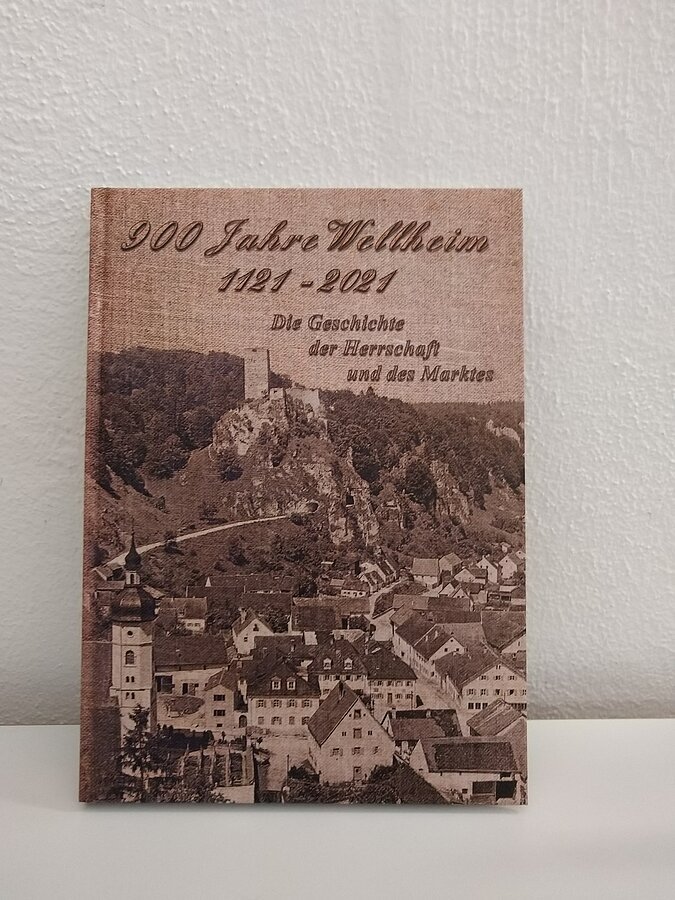 900 Jahre Wellheim
1121 - 2021
Die Geschichte
der Herrschaft
und des Marktes